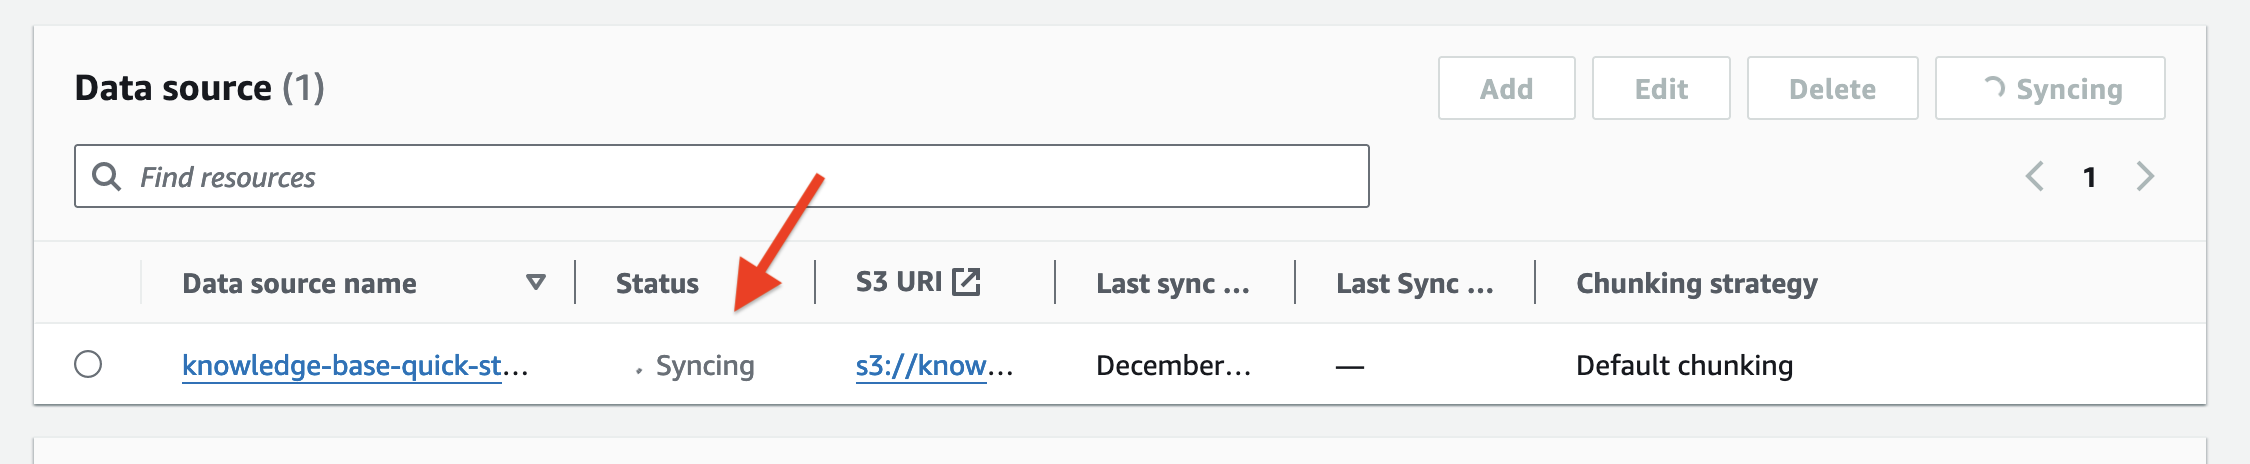 Data source (1)
Add Edit Delete Syncing
Find resources
1
Data source name Status S3 URI Last sync ... Last Sync ... Chunking strategy
knowledge-base-quick-st... Syncing s3://know... December... — Default chunking